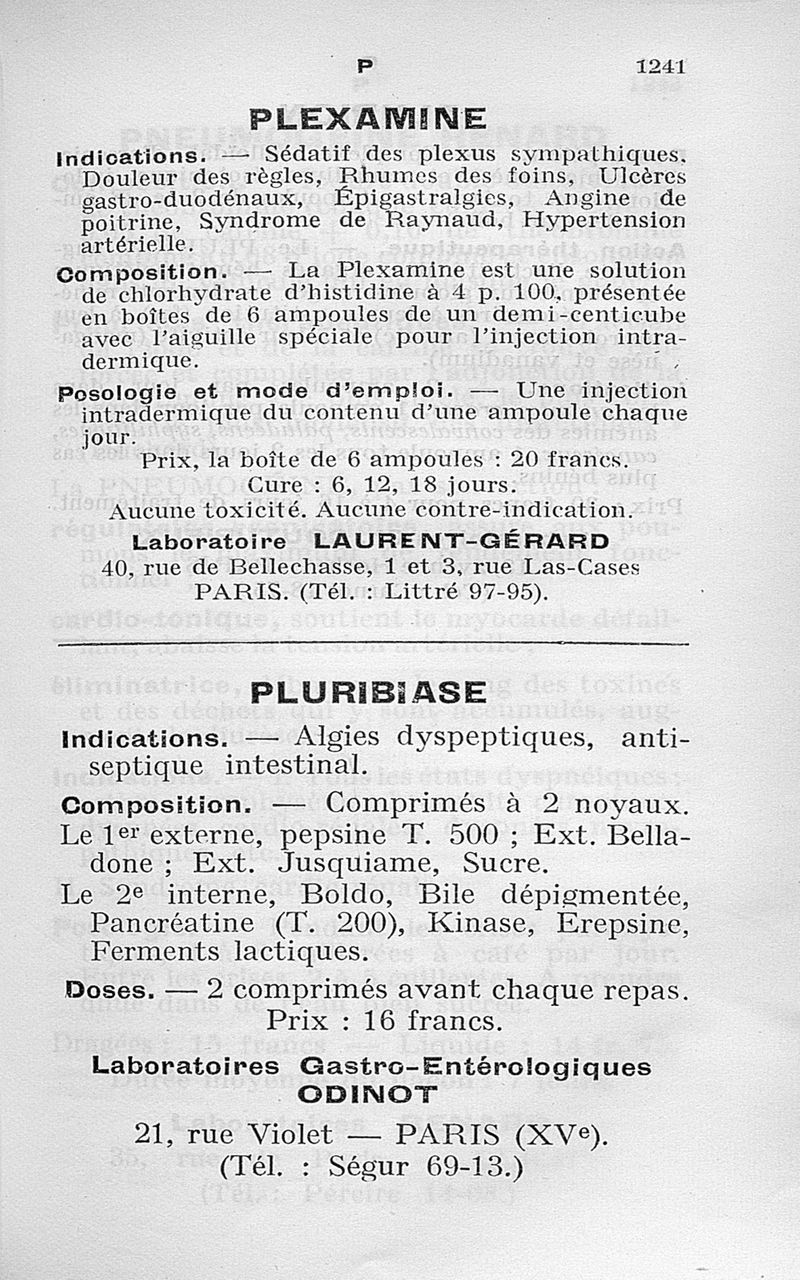 P 1241
PLEXAMINE
Indications. — Sédatif des plexus sympathiques.
Douleur des règles, Rhumes des foins, Ulcères
gastro-duodénaux, Épigastralgies, Angine de
poitrine, Syndrome de Raynaud, Hypertension
artérielle.
Composition. — La Plexamine est une solution
de chlorhydrate d'histidine à 4 p. 100, présentée
en boîtes de 6 ampoules de un demi-centicube
avec l'aiguille spéciale pour l'injection intra-
dermique.
Posologie et mode d'emploi. — Une injection
intradermique du contenu d'une ampoule chaque
jour.
Prix, la boîte de 6 ampoules : 20 francs.
Cure : 6, 12, 18 jours.
Aucune toxicité. Aucune contre-indication.
Laboratoire LAURENT-GÉRARD
40, rue de Bellechasse, 1 et 3, rue Las-Cases
PARIS. (Tél. : Littré 97-95).
PLURIBIASE
Indications. — Algies dyspeptiques, anti-
septique intestinal.
Composition. — Comprimés à 2 noyaux.
Le 1er externe, pepsine T. 500 ; Ext. Bella-
done ; Ext. Jusquiame, Sucre.
Le 2e interne, Boldo, Bile dépigmentée,
Pancréatine (T. 200), Kinase, Erepsine,
Ferments lactiques.
Doses. — 2 comprimés avant chaque repas.
Prix : 16 francs.
Laboratoires Gastro-Entérologiques
ODINOT
21, rue Violet — PARIS (XVe).
(Tél. : Ségur 69-13.)